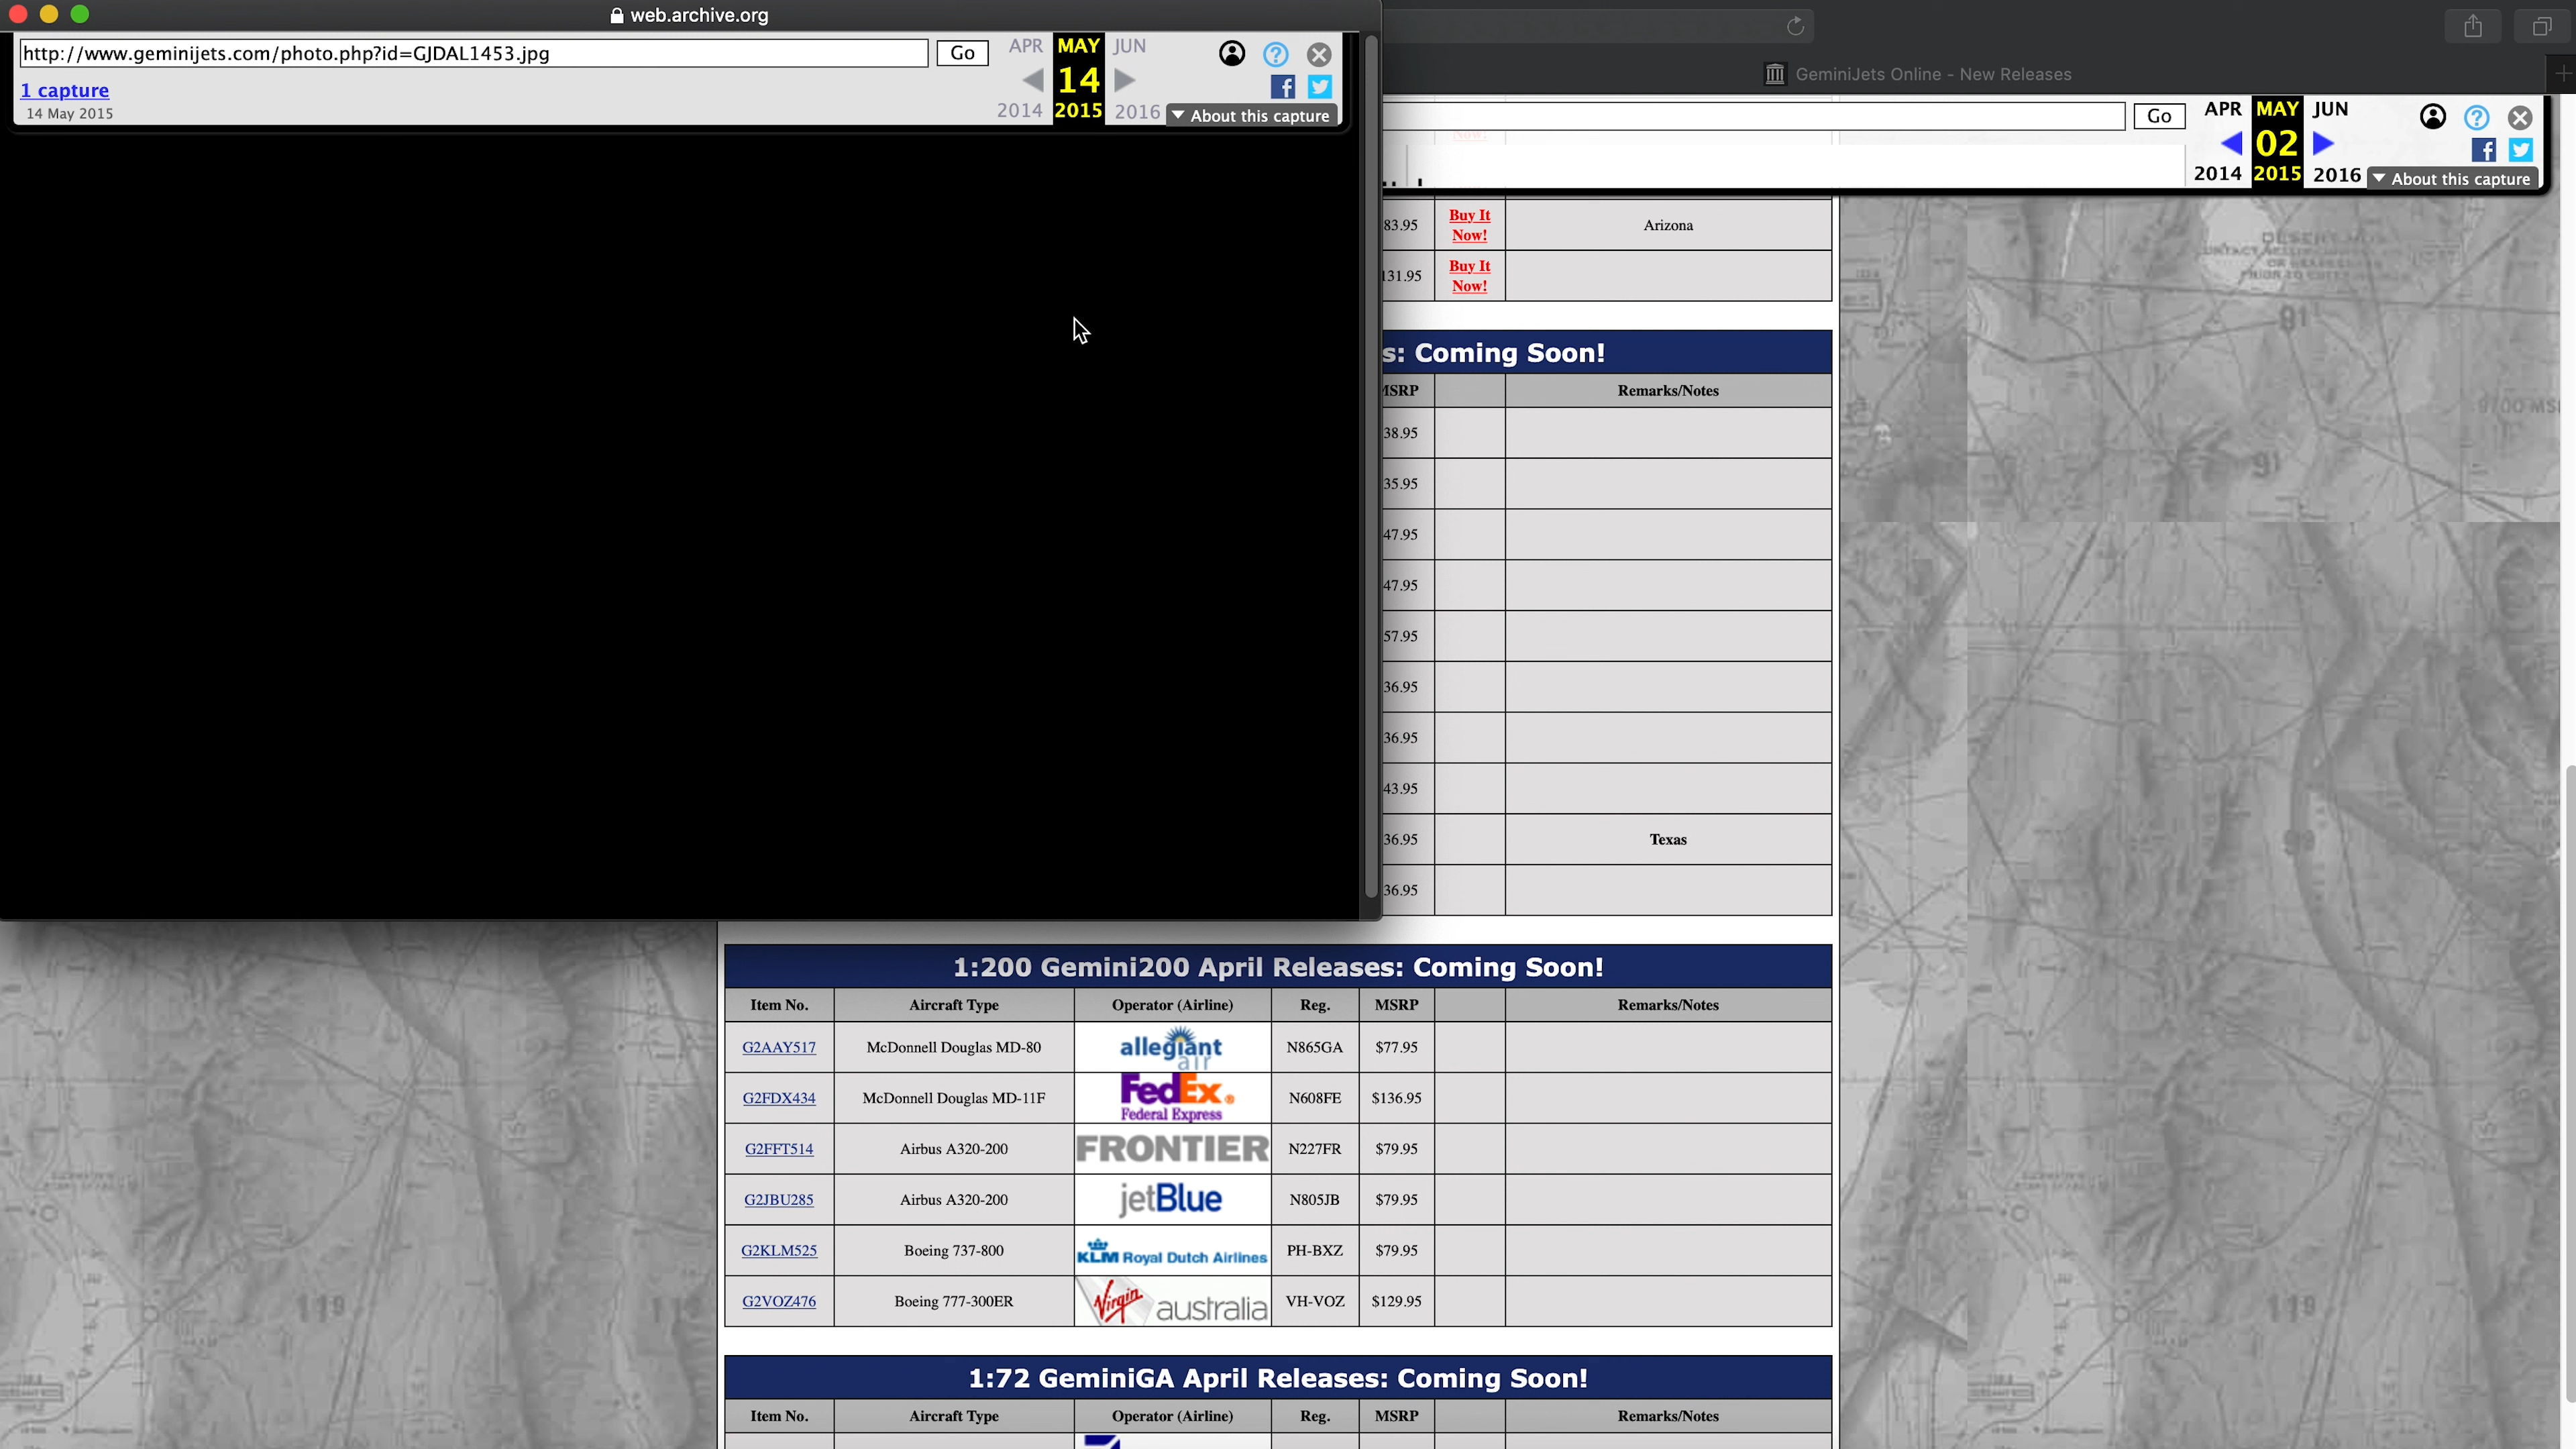 web.archive.org
http://www.geminijets.com/photo.php?id=GJDAL1453.jpg
Go
APR MAY JUN
14
2014 2015 2016
1 capture
14 May 2015
About this capture
GeminiJets Online - New Releases
Go
APR MAY JUN
02
2014 2015 2016
About this capture
83.95 Buy It Now! Arizona
131.95 Buy It Now!
s: Coming Soon!
MSRP Remarks/Notes
38.95
35.95
47.95
47.95
57.95
36.95
36.95
43.95
36.95 Texas
36.95
1:200 Gemini200 April Releases: Coming Soon!
Item No. Aircraft Type Operator (Airline) Reg. MSRP Remarks/Notes
G2AAY517 McDonnell Douglas MD-80 allegiant air N865GA $77.95
G2FDX434 McDonnell Douglas MD-11F FedEx® Federal Express N608FE $136.95
G2FFT514 Airbus A320-200 FRONTIER N227FR $79.95
G2JBU285 Airbus A320-200 jetBlue N805JB $79.95
G2KLM525 Boeing 737-800 KLM Royal Dutch Airlines PH-BXZ $79.95
G2VOZ476 Boeing 777-300ER Virgin australia VH-VOZ $129.95
1:72 GeminiGA April Releases: Coming Soon!
Item No. Aircraft Type Operator (Airline) Reg. MSRP Remarks/Notes